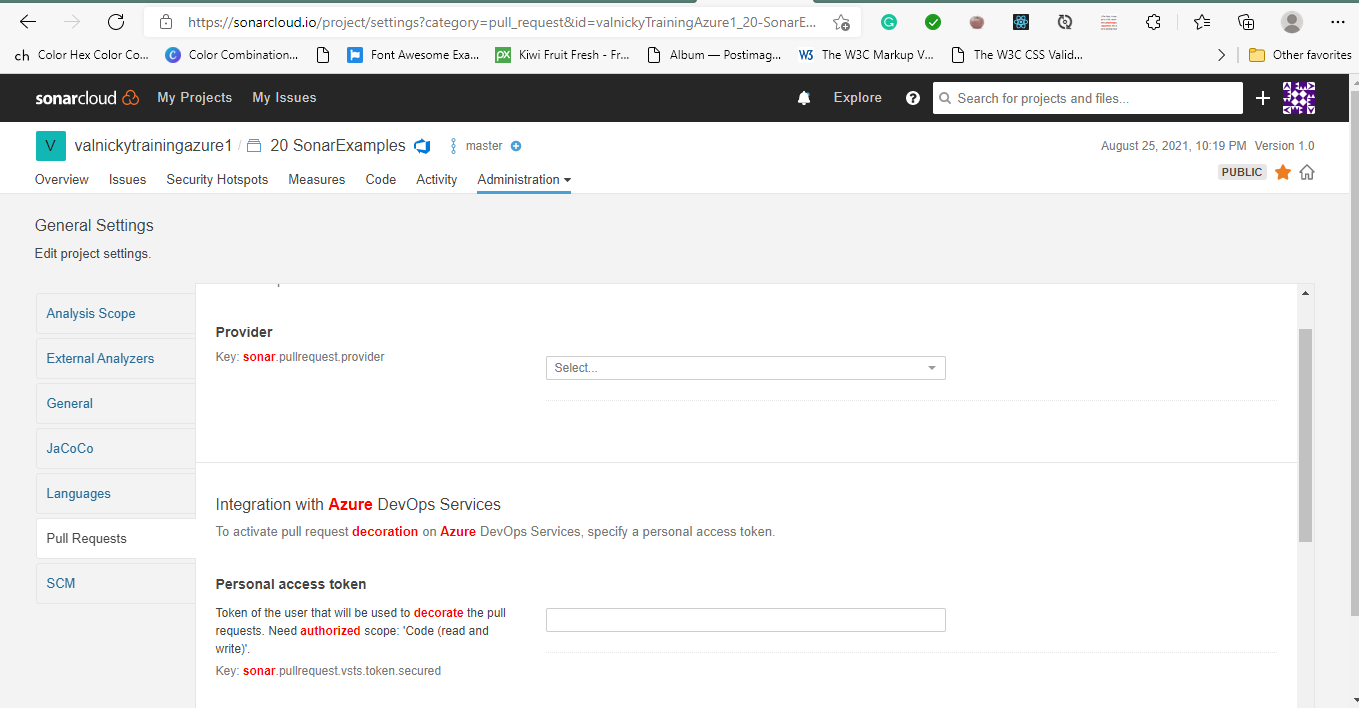 https://sonarcloud.io/project/settings?category=pull_request&id=valnickyTrainingAzure1_20-SonarE...
ch Color Hex Color Co... Color Combination... Font Awesome Exa... Kiwi Fruit Fresh - Fr... Album — Postimag... The W3C Markup V... The W3C CSS Valid... Other favorites
sonarcloud My Projects My Issues Explore Search for projects and files...
V valnickytrainingazure1 / 20 SonarExamples master August 25, 2021, 10:19 PM Version 1.0
PUBLIC
Overview Issues Security Hotspots Measures Code Activity Administration
General Settings
Edit project settings.
Analysis Scope
External Analyzers
General
JaCoCo
Languages
Pull Requests
SCM
Provider
Key: sonar.pullrequest.provider
Select...
Integration with Azure DevOps Services
To activate pull request decoration on Azure DevOps Services, specify a personal access token.
Personal access token
Token of the user that will be used to decorate the pull
requests. Need authorized scope: 'Code (read and
write)'.
Key: sonar.pullrequest.vsts.token.secured